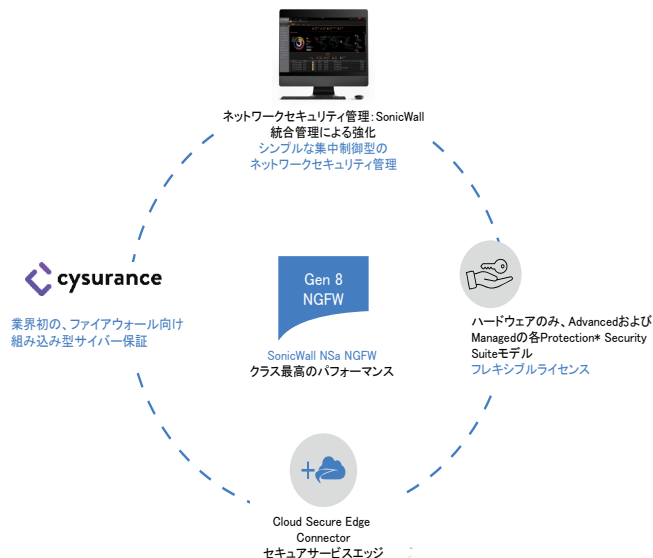 ネットワークセキュリティ管理：SonicWall
統合管理による強化
シンプルな集中制御型の
ネットワークセキュリティ管理
cysurance
業界初の、ファイアウォール向け
組み込み型サイバー保証
Gen 8
NGFW
SonicWall NSa NGFW
クラス最高のパフォーマンス
ハードウェアのみ、Advancedおよび
Managedの各Protection* Security
Suiteモデル
フレキシブルライセンス
Cloud Secure Edge
Connector
セキュアサービスエッジ